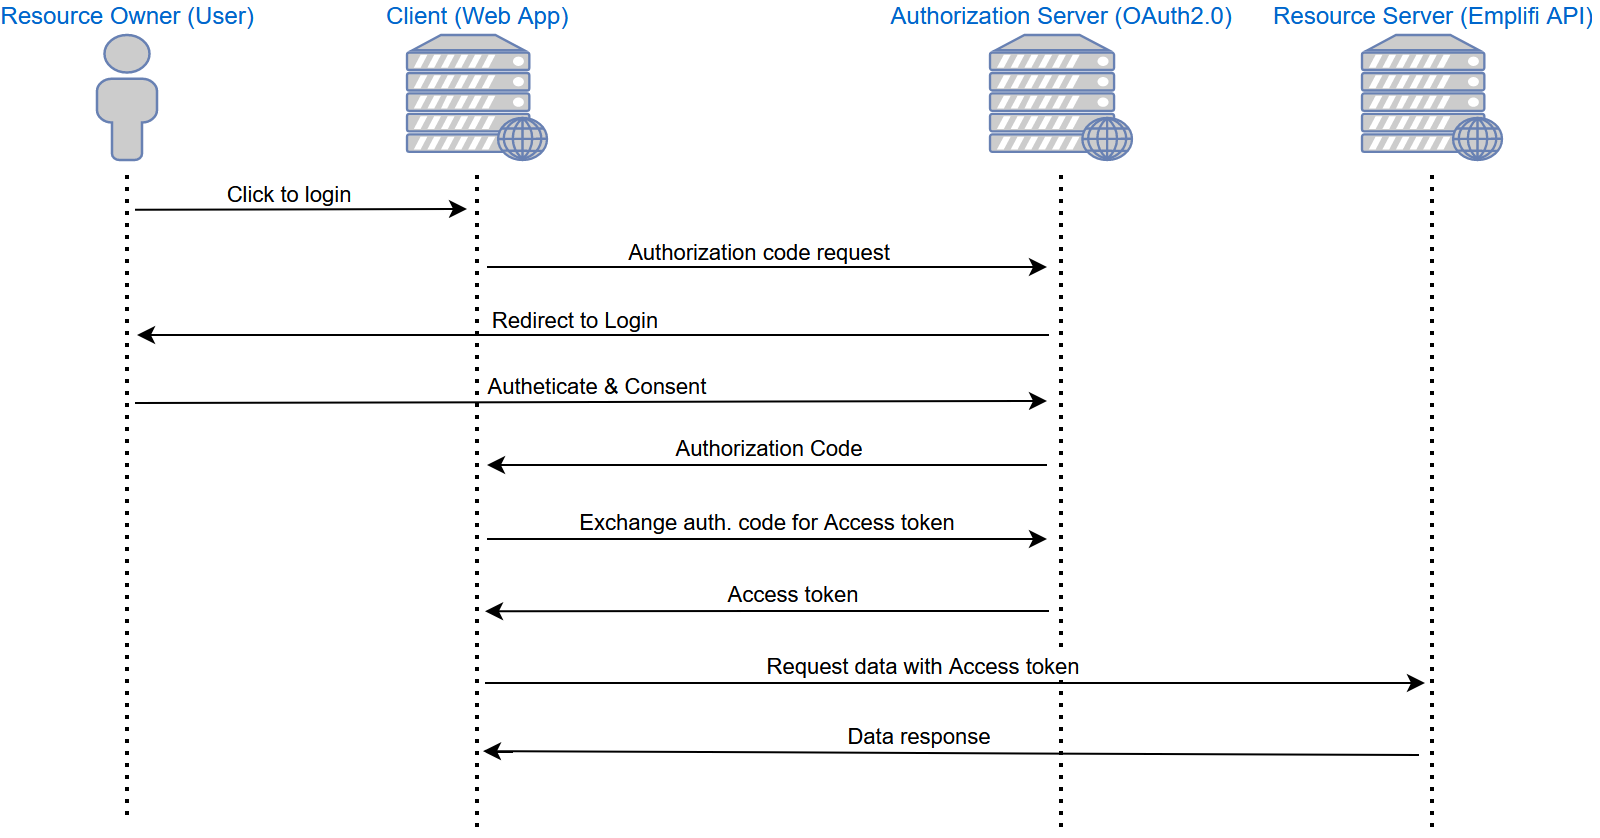 Resource Owner (User)
Client (Web App)
Authorization Server (OAuth2.0)
Resource Server (Emplifi API)
Click to login
Authorization code request
Redirect to Login
Autheticate & Consent
Authorization Code
Exchange auth. code for Access token
Access token
Request data with Access token
Data response